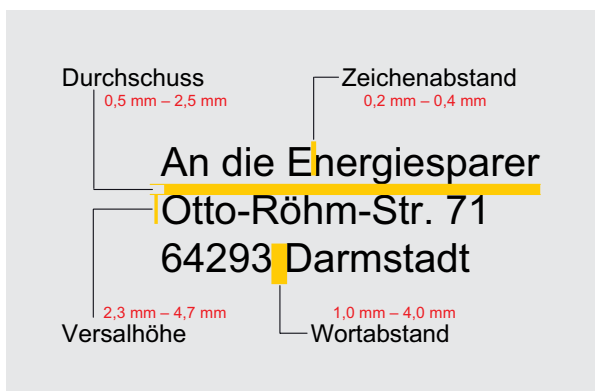 Durchschuss
0,5 mm – 2,5 mm
Zeichenabstand
0,2 mm – 0,4 mm
An die Energiesparer
Otto-Röhm-Str. 71
64293 Darmstadt
2,3 mm – 4,7 mm
Versalhöhe
1,0 mm – 4,0 mm
Wortabstand